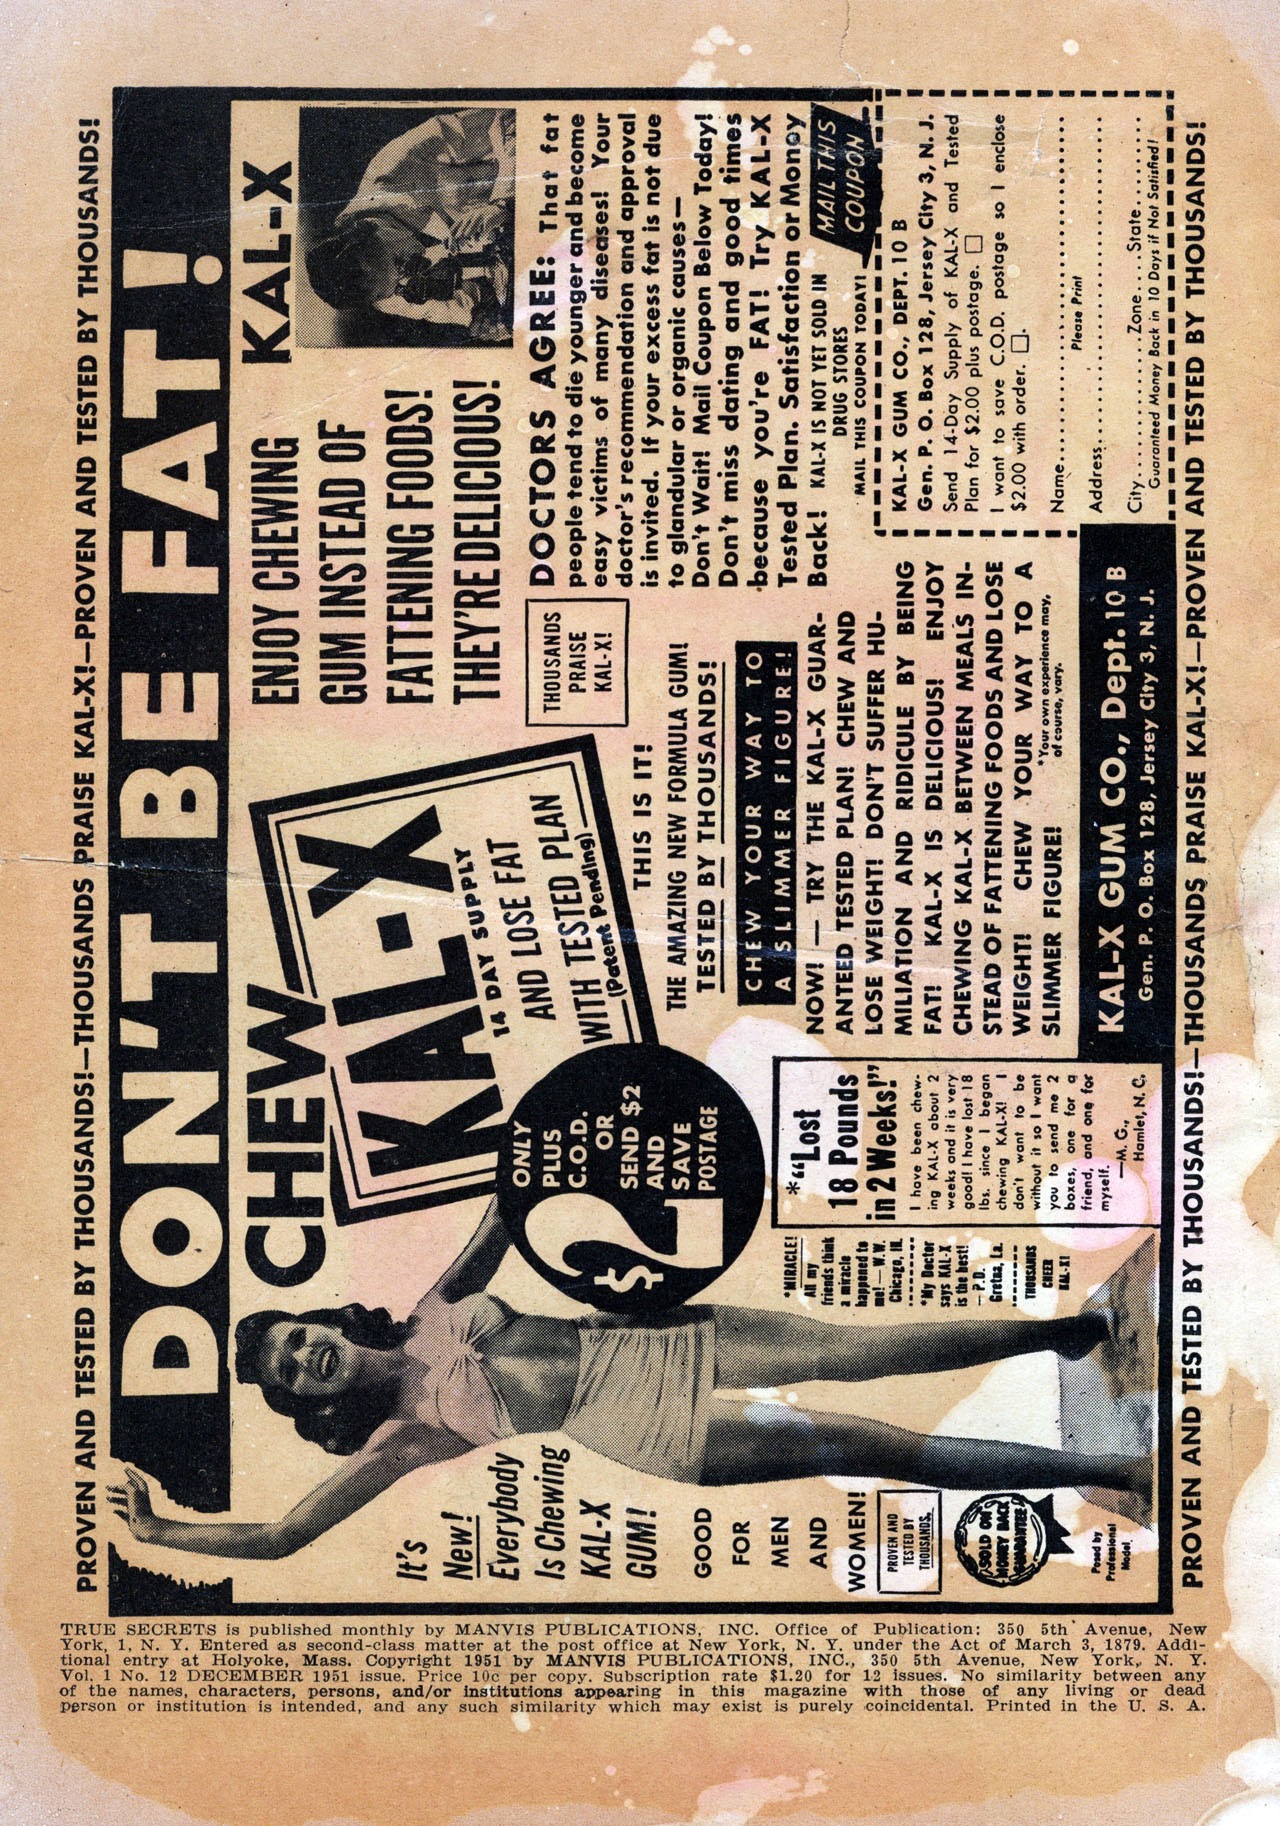 PROVEN AND TESTED BY THOUSANDS!—THOUSANDS PRAISE KAL-X!—PROVEN AND TESTED BY THOUSANDS!
DON'T BE FAT!
CHEW
KAL-X
14 DAY SUPPLY
AND LOSE FAT
WITH TESTED PLAN
(Patent Pending)
ONLY
$2
PLUS
C.O.D.
OR
SEND $2
AND
SAVE
POSTAGE
ENJOY CHEWING
GUM INSTEAD OF
FATTENING FOODS!
THEY'RE DELICIOUS!
KAL-X
It's
New!
Everybody
Is Chewing
KAL-X
GUM!
GOOD
FOR
MEN
AND
WOMEN!
PROVEN AND
TESTED BY
THOUSANDS.
SOLD ON
MONEY BACK
GUARANTEE
Posed by
Professional
Model.
*MIRACLE!
All my
friends think
a miracle
happened to
me! — W.W.
Chicago, Ill.
*My Doctor
says KAL-X
is the best!
— P.D.
Gretna, La.
THOUSANDS
CHEER
KAL-X!
*"Lost
18 Pounds
in 2 Weeks!"
I have been chew-
ing KAL-X about 2
weeks and it is very
good! I have lost 18
lbs. since I began
chewing KAL-X! I
don't want to be
without it so I want
you to send me 2
boxes, one for a
friend, and one for
myself.
—M. G.,
Hamlet, N. C.
THIS IS IT!
THE AMAZING NEW FORMULA GUM!
TESTED BY THOUSANDS!
THOUSANDS
PRAISE
KAL-X!
CHEW YOUR WAY TO
A SLIMMER FIGURE!
NOW! — TRY THE KAL-X GUAR-
ANTEED TESTED PLAN! CHEW AND
LOSE WEIGHT! DON'T SUFFER HU-
MILIATION AND RIDICULE BY BEING
FAT! KAL-X IS DELICIOUS! ENJOY
CHEWING KAL-X BETWEEN MEALS IN-
STEAD OF FATTENING FOODS AND LOSE
WEIGHT! CHEW YOUR WAY TO A
SLIMMER FIGURE!
*Your own experience may,
of course, vary.
KAL-X GUM CO., Dept. 10 B
Gen. P. O. Box 128, Jersey City 3, N. J.
DOCTORS AGREE: That fat
people tend to die younger and become
easy victims of many diseases! Your
doctor's recommendation and approval
is invited. If your excess fat is not due
to glandular or organic causes—
Don't Wait! Mail Coupon Below Today!
Don't miss dating and good times
because you're FAT! Try KAL-X
Tested Plan. Satisfaction or Money
Back!
KAL-X IS NOT YET SOLD IN
DRUG STORES
MAIL THIS COUPON TODAY!
MAIL THIS
COUPON
KAL-X GUM CO., DEPT. 10 B
Gen. P. O. Box 128, Jersey City 3, N. J.
Send 14-Day Supply of KAL-X and Tested
Plan for $2.00 plus postage. □
I want to save C.O.D. postage so I enclose
$2.00 with order. □.
Name
Please Print
Address
City Zone State
Guaranteed Money Back in 10 Days if Not Satisfied!
PROVEN AND TESTED BY THOUSANDS!—THOUSANDS PRAISE KAL-X!—PROVEN AND TESTED BY THOUSANDS!
TRUE SECRETS is published monthly by MANVIS PUBLICATIONS, INC. Office of Publication: 350 5th Avenue, New
York, 1, N. Y. Entered as second-class matter at the post office at New York, N. Y. under the Act of March 3, 1879. Addi-
tional entry at Holyoke, Mass. Copyright 1951 by MANVIS PUBLICATIONS, INC., 350 5th Avenue, New York, N. Y.
Vol. 1 No. 12 DECEMBER 1951 issue. Price 10c per copy. Subscription rate $1.20 for 12 issues. No similarity between any
of the names, characters, persons, and/or institutions appearing in this magazine with those of any living or dead
person or institution is intended, and any such similarity which may exist is purely coincidental. Printed in the U. S. A.